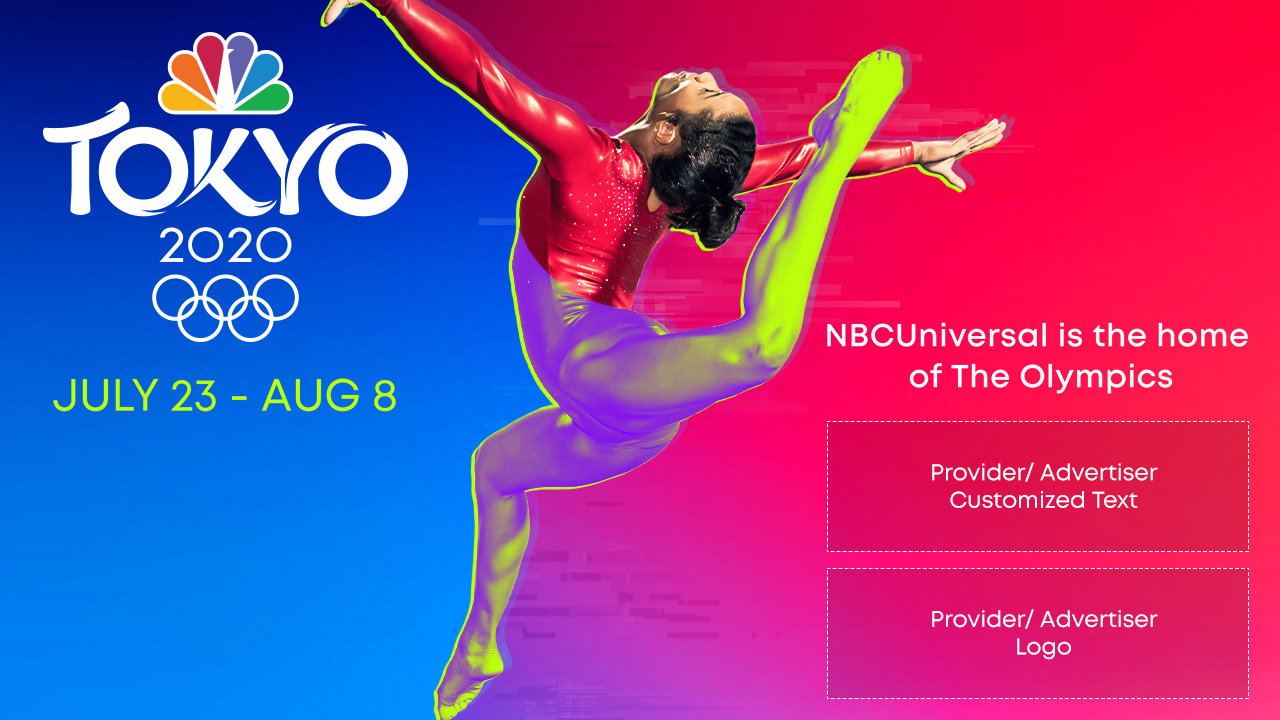 TOKYO
2020
JULY 23 - AUG 8
NBCUniversal is the home
of The Olympics
Provider/ Advertiser
Customized Text
Provider/ Advertiser
Logo